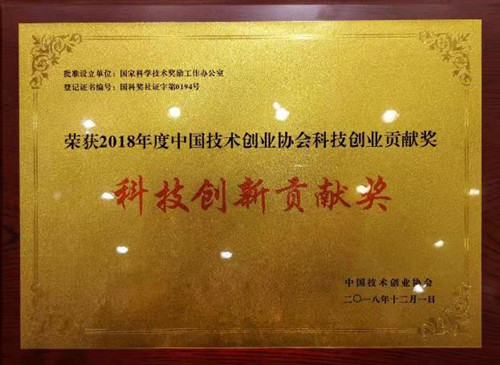 批准设立单位：国家科学技术奖励工作办公室
登记证书编号：国科奖社证字第0194号
荣获2018年度中国技术创业协会科技创业贡献奖
科技创新贡献奖
中国技术创业协会
二〇一八年十二月一日